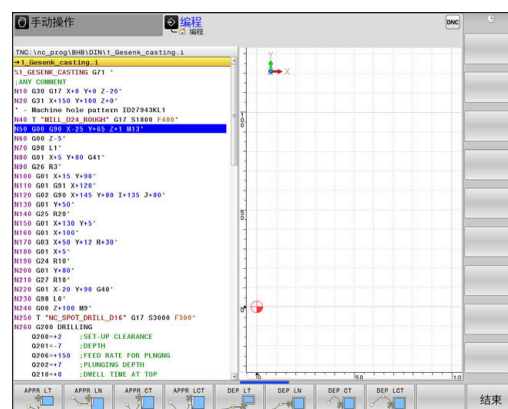 手动操作
编程
编程
DNC
TNC:\nc_prog\BHB\DIN\1_Gesenk_casting.i
→1_Gesenk_casting.i
%1_GESENK_CASTING G71 *
;ANY COMMENT
N10 G30 G17 X+0 Y+0 Z-20*
N20 G31 X+150 Y+100 Z+0*
* - Machine hole pattern ID27943KL1
N40 T "MILL_D24_ROUGH" G17 S1800 F400*
N50 G00 G90 X-25 Y+65 Z+1 M13*
N60 G00 Z-5*
N70 G98 L1*
N80 G01 X+5 Y+80 G41*
N90 G26 R3*
N100 G01 X+15 Y+90*
N110 G01 G91 X+120*
N120 G02 G90 X+145 Y+80 I+135 J+80*
N130 G01 Y+50*
N140 G25 R20*
N150 G01 X+130 Y+5*
N160 G01 X+100*
N170 G03 X+50 Y+12 R+30*
N180 G01 X+5*
N190 G24 R10*
N200 G01 Y+80*
N210 G27 R10*
N220 G01 X-20 Y+90 G40*
N230 G98 L0*
N240 G00 Z+100 M9*
N250 T "NC_SPOT_DRILL_D16" G17 S3000 F300*
N260 G200 DRILLING
Q200=+2 ;SET-UP CLEARANCE
Q201=-7 ;DEPTH
Q206=+150 ;FEED RATE FOR PLNGNG
Q202=+7 ;PLUNGING DEPTH
Q210=+0 ;DWELL TIME AT TOP
Y
X
100
50
0
0
50
10
APPR LT
APPR LN
APPR CT
APPR LCT
DEP LT
DEP LN
DEP CT
DEP LCT
结束